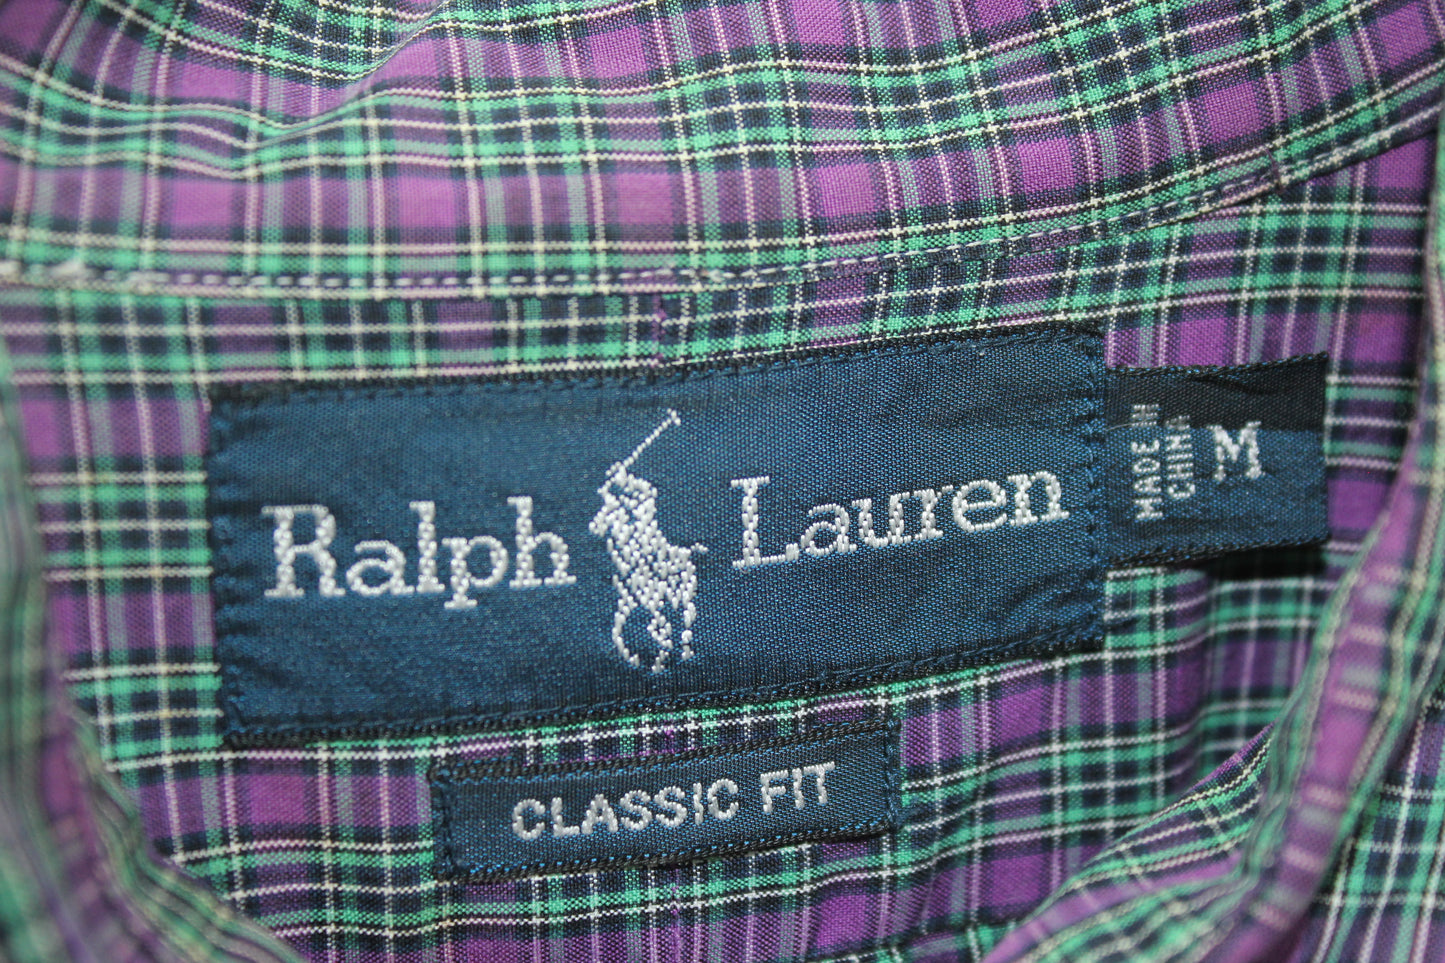 Ralph Lauren
MADE IN
CHINA
M
CLASSIC FIT